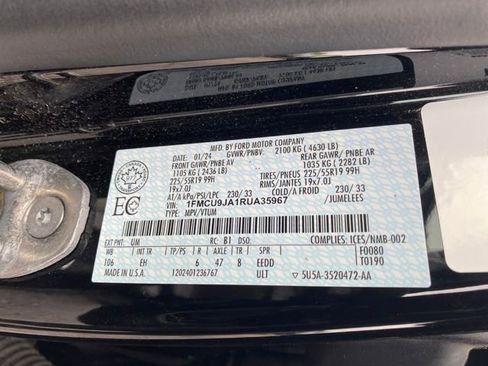 MFD. BY FORD MOTOR COMPANY
01/24 GVWR/PNBV: 2100 KG ( 4630 LB)
FRONT GAWR/PNBE AV REAR GAWR/ PNBE AR
1105 KG ( 2436 LB) 1035 KG ( 2282 LB)
225/55R19 99H TIRES/PNEUS 225/55R19 99H
19x7.0J RIMS/JANTES 19x7.0J
AT/A kPa/PSI/LPC 230/33 COLD/A FROID 230/ 33
VIN: 1FMCU9JA1RUA35967 /JUMELEES
TYPE: MPV/VTUM
EXT PNT: UM RC: B1 DSO: COMPLIES: ICES/NMB-002
WB INT TR TP/PS R AXLE TR SPR F0080
106 EH 6 47 8 EEDD T0190
MADE IN U.S.A. 1202401236767 ULT 5U5A-3520472-AA